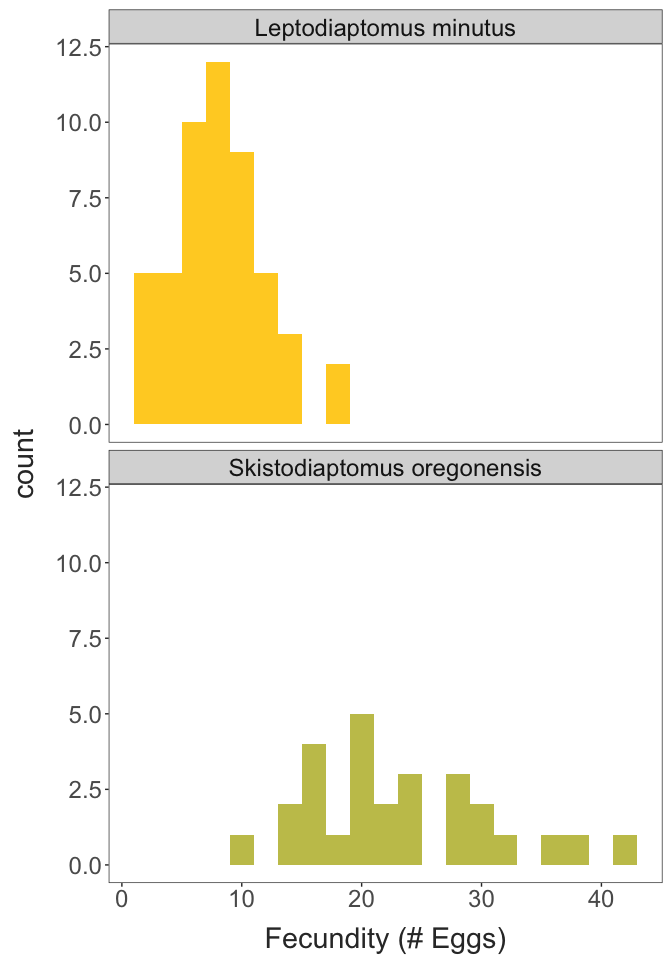 Leptodiaptomus minutus
12.5
10.0
7.5
5.0
2.5
0.0
count
Skistodiaptomus oregonensis
12.5
10.0
7.5
5.0
2.5
0.0
0 10 20 30 40
Fecundity (# Eggs)